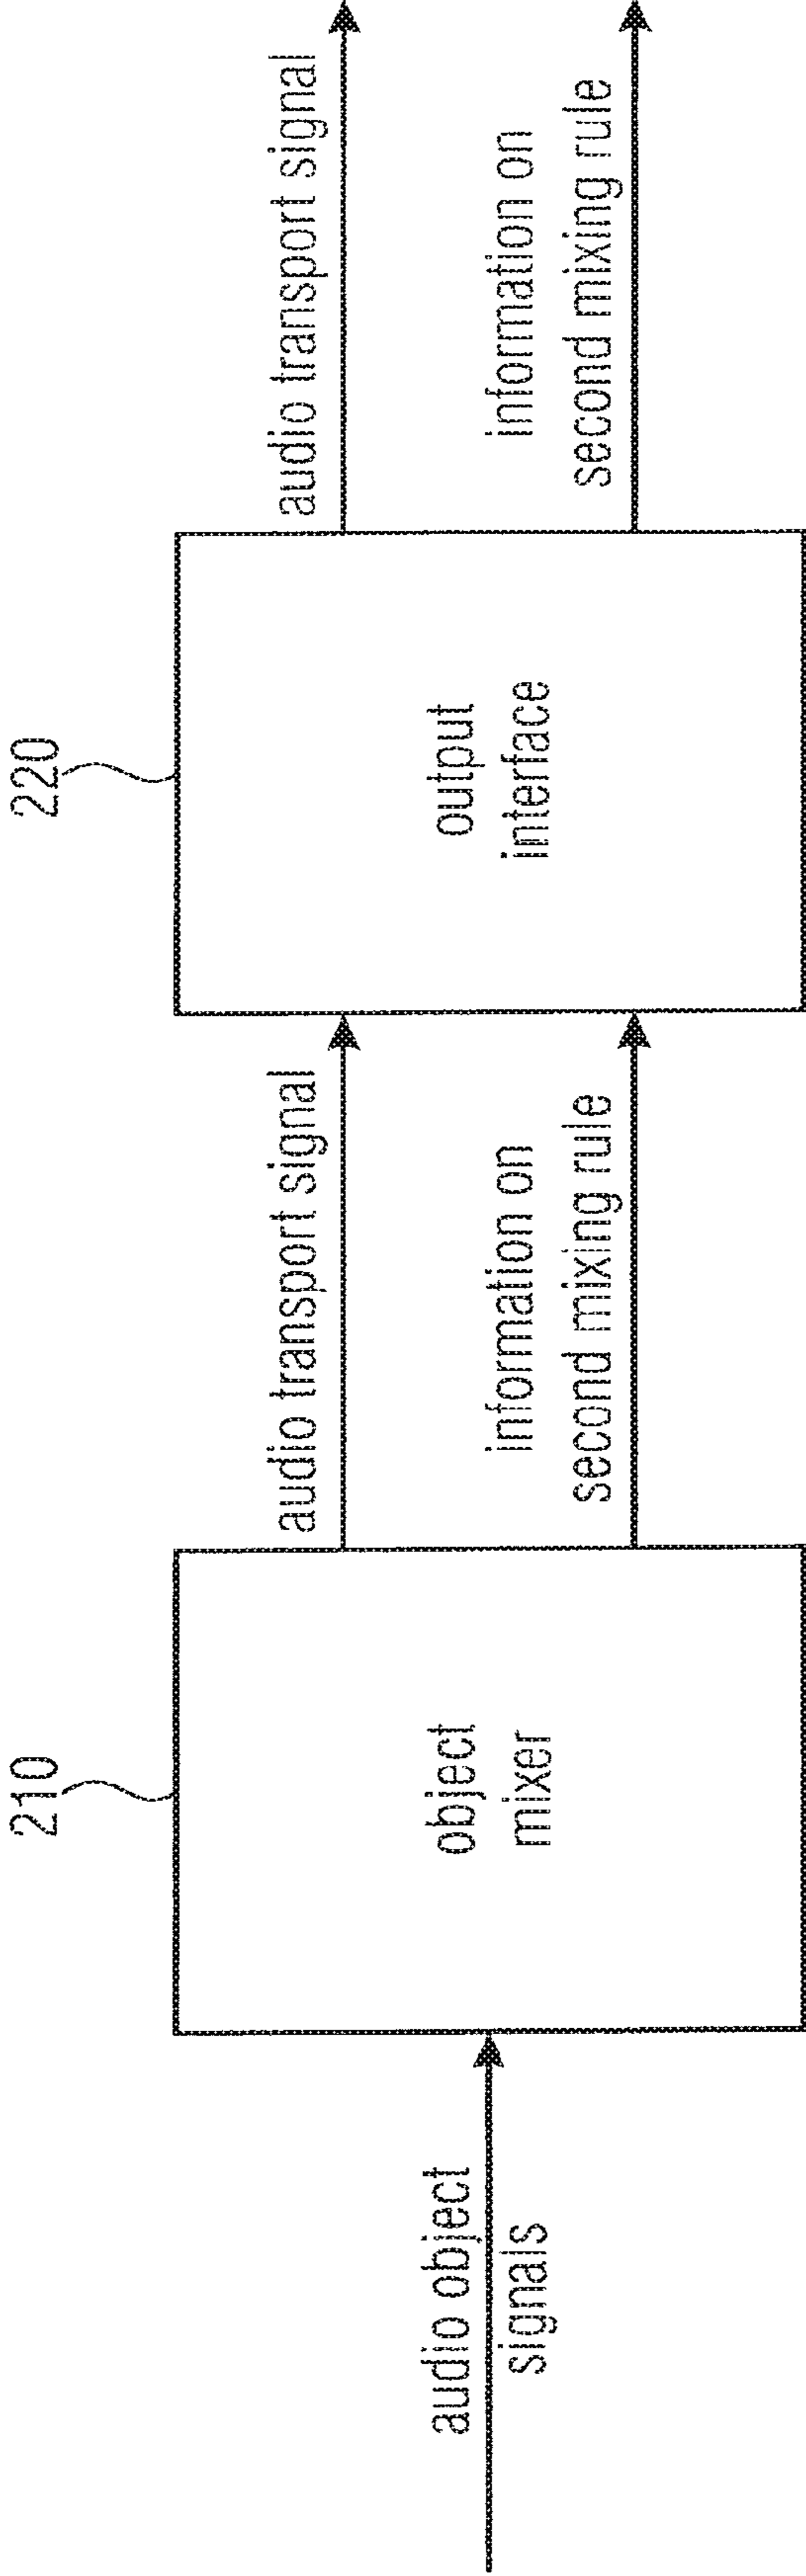 210
220
audio object
signals
object
mixer
audio transport signal
information on
second mixing rule
output
interface
audio transport signal
information on
second mixing rule